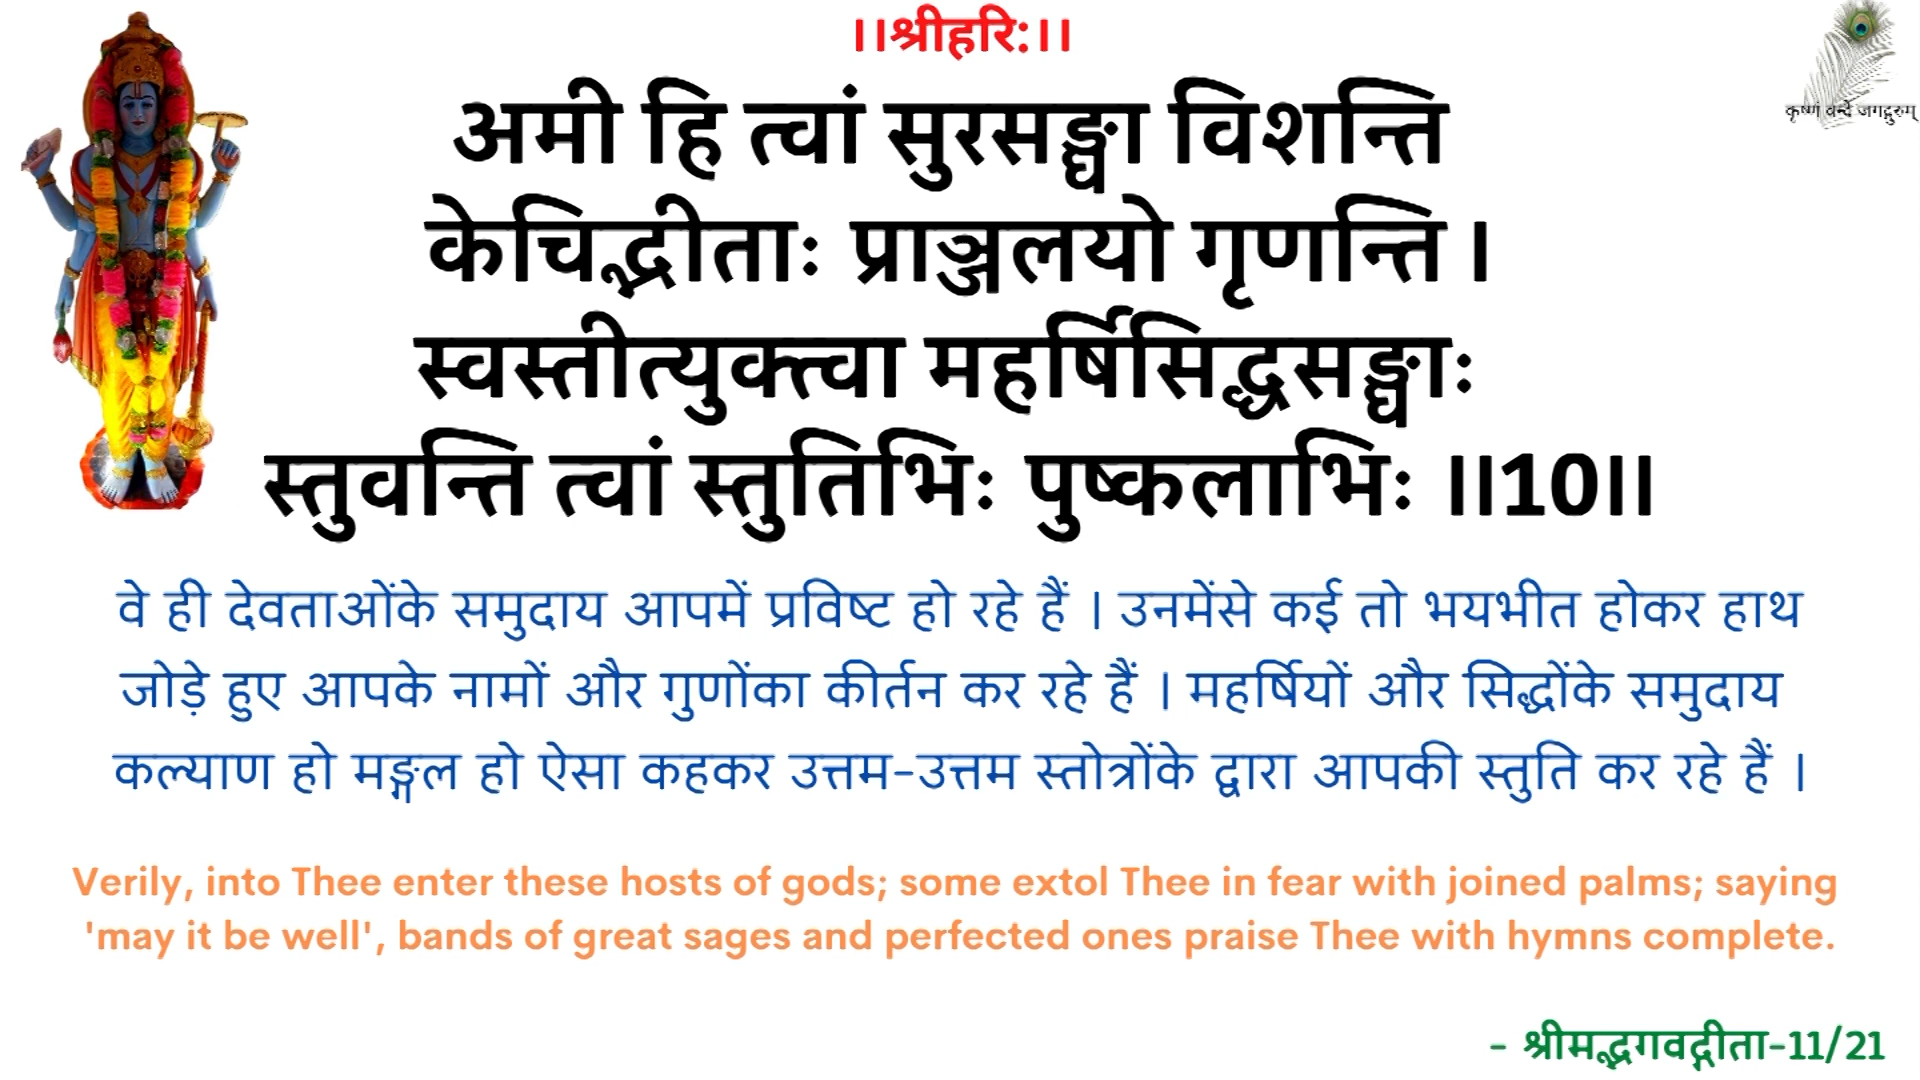 ।।श्रीहरि:।।
कृष्णं वन्दे जगद्गुरुम्
अमी हि त्वां सुरसङ्घा विशन्ति
केचिद्भीताः प्राञ्जलयो गृणन्ति ।
स्वस्तीत्युक्त्वा महर्षिसिद्धसङ्घाः
स्तुवन्ति त्वां स्तुतिभिः पुष्कलाभिः ।।10।।
वे ही देवताओंके समुदाय आपमें प्रविष्ट हो रहे हैं । उनमेंसे कई तो भयभीत होकर हाथ
जोड़े हुए आपके नामों और गुणोंका कीर्तन कर रहे हैं । महर्षियों और सिद्धोंके समुदाय
कल्याण हो मङ्गल हो ऐसा कहकर उत्तम-उत्तम स्तोत्रोंके द्वारा आपकी स्तुति कर रहे हैं ।
Verily, into Thee enter these hosts of gods; some extol Thee in fear with joined palms; saying
'may it be well', bands of great sages and perfected ones praise Thee with hymns complete.
- श्रीमद्भगवद्गीता-11/21